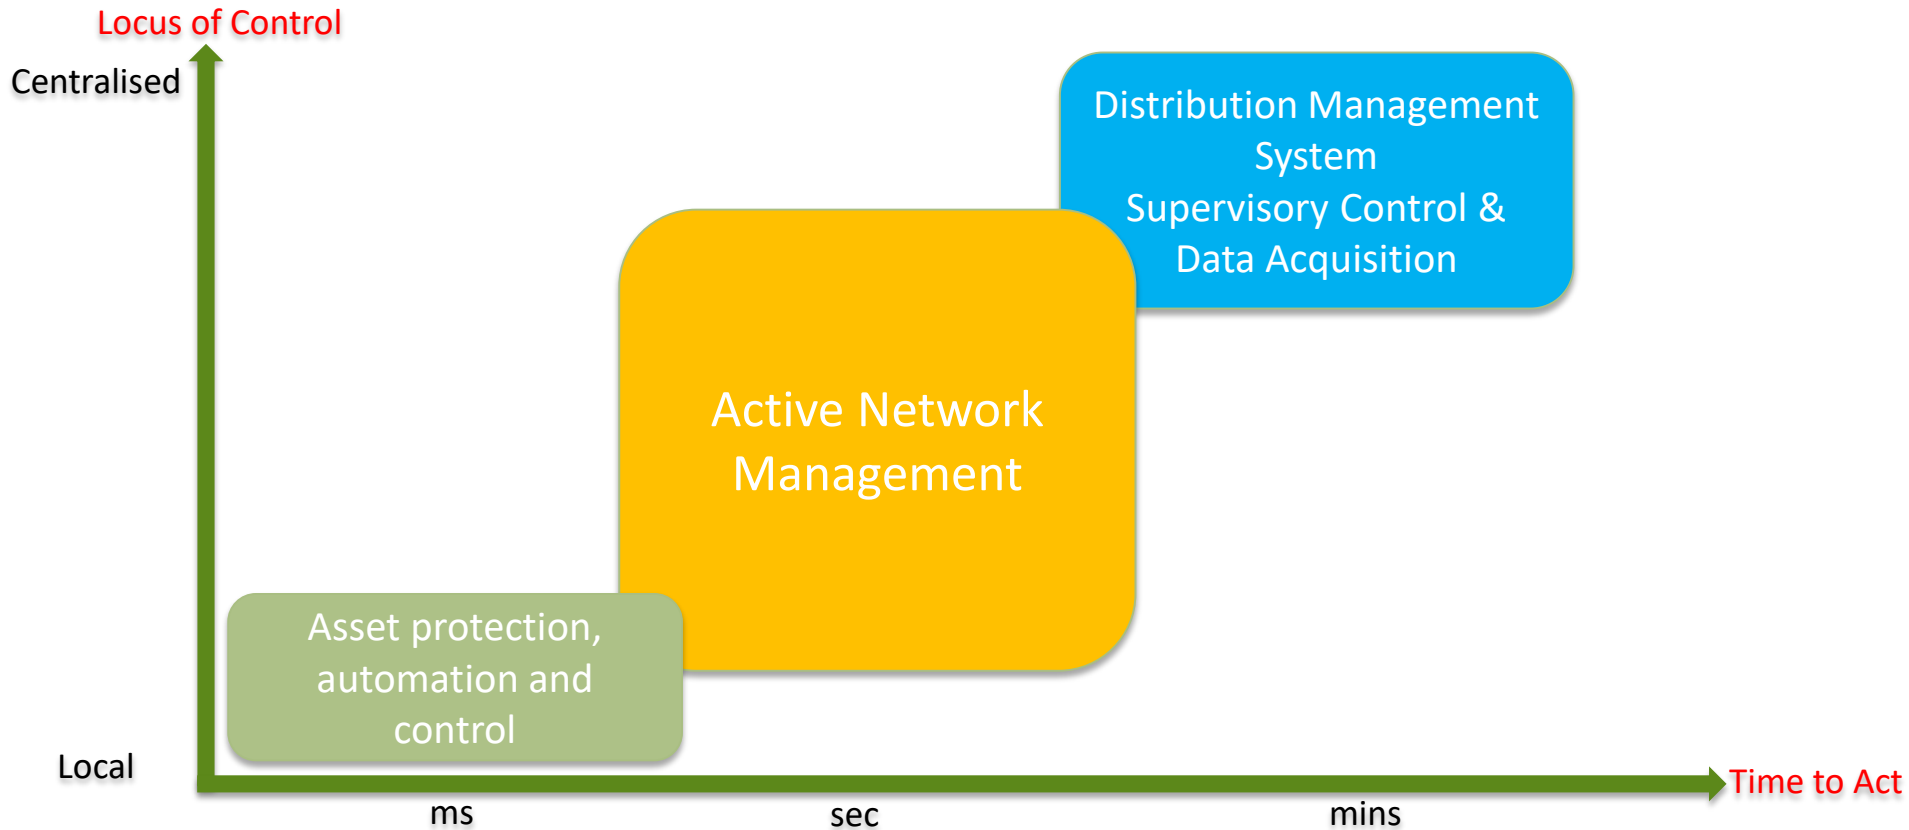 Locus of Control
Centralised
Distribution Management
System
Supervisory Control &
Data Acquisition
Active Network
Management
Asset protection,
automation and
control
Local
Time to Act
ms
sec
mins